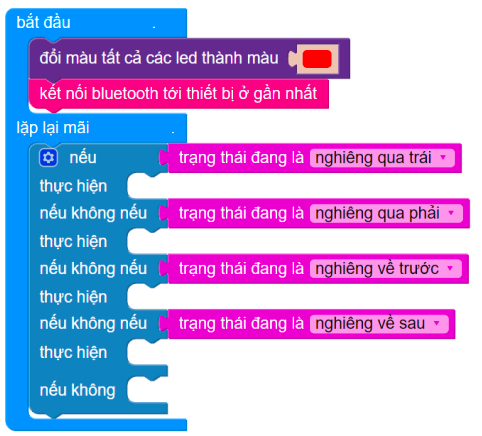 bắt đầu
đổi màu tất cả các led thành màu
kết nối bluetooth tới thiết bị ở gần nhất
lặp lại mãi
nếu trạng thái đang là nghiêng qua trái
thực hiện
nếu không nếu trạng thái đang là nghiêng qua phải
thực hiện
nếu không nếu trạng thái đang là nghiêng về trước
thực hiện
nếu không nếu trạng thái đang là nghiêng về sau
thực hiện
nếu không